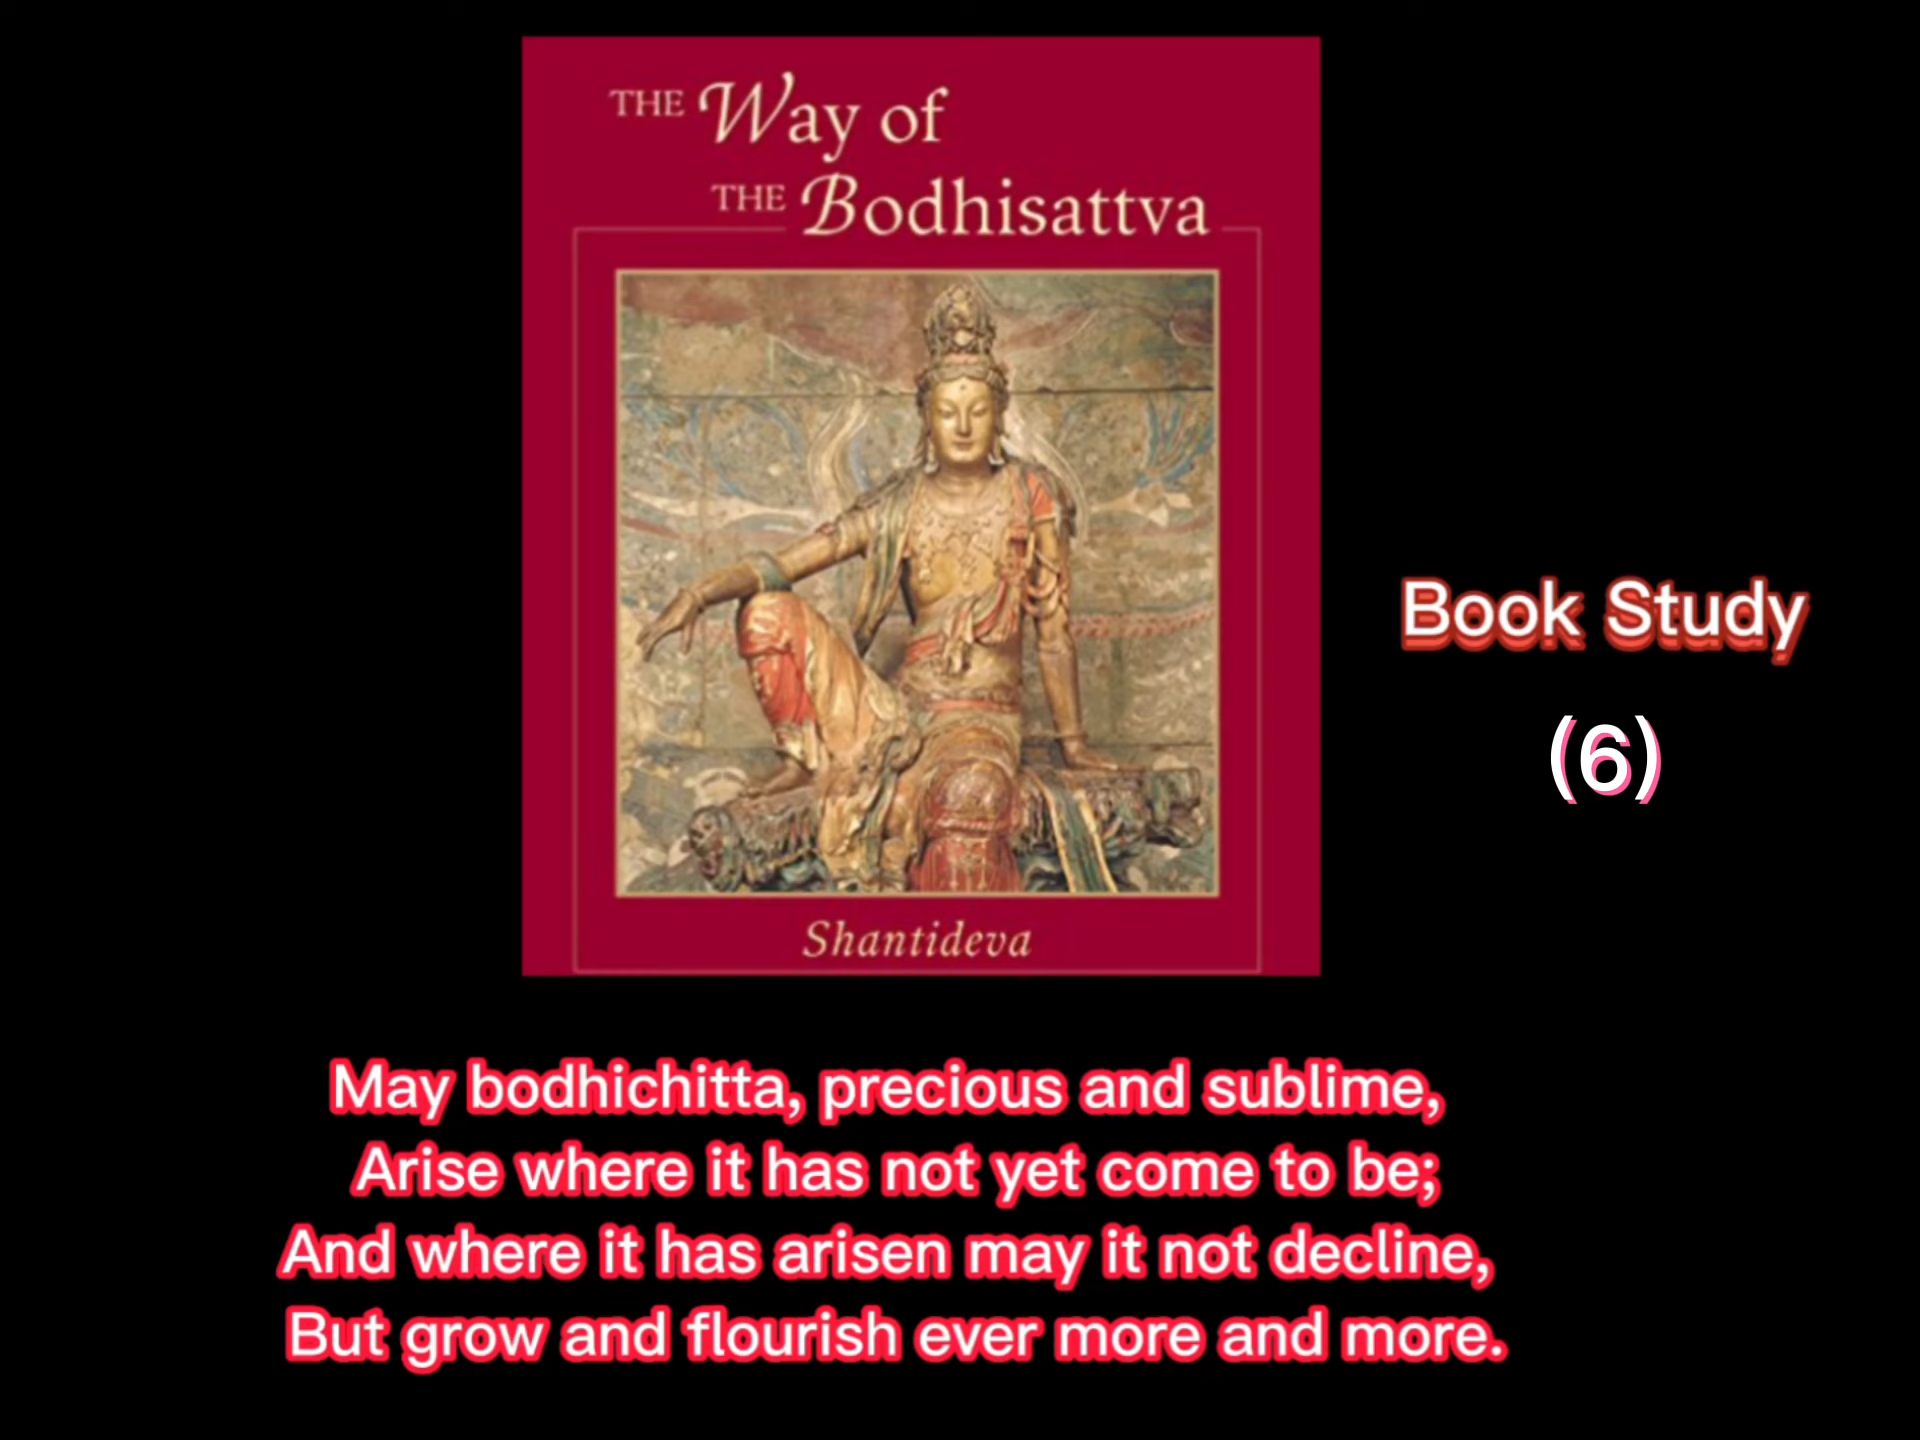 THE Way of
THE Bodhisattva
Shantideva
Book Study
(6)
May bodhichitta, precious and sublime,
Arise where it has not yet come to be;
And where it has arisen may it not decline,
But grow and flourish ever more and more.